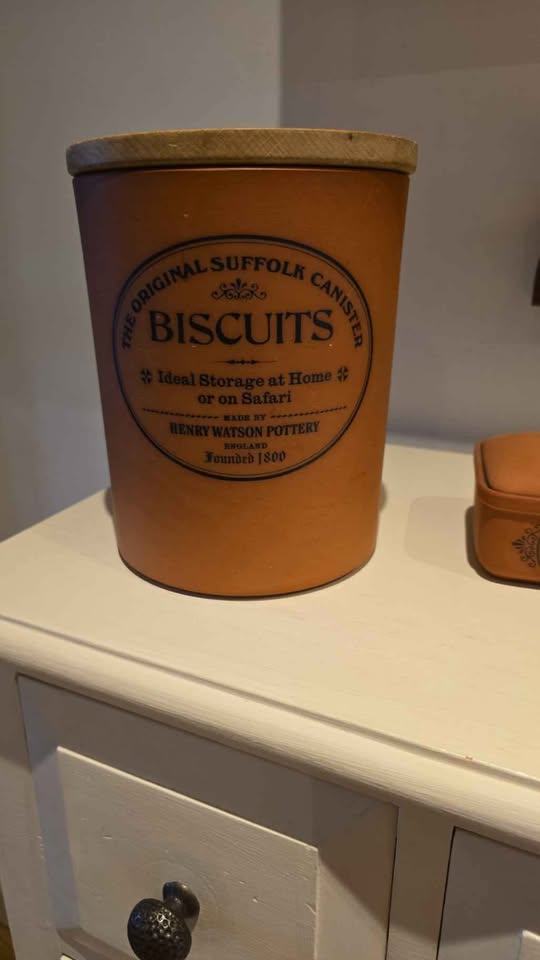 THE ORIGINAL SUFFOLK CANISTER
BISCUITS
Ideal Storage at Home
or on Safari
MADE BY
HENRY WATSON POTTERY
ENGLAND
Founded 1800